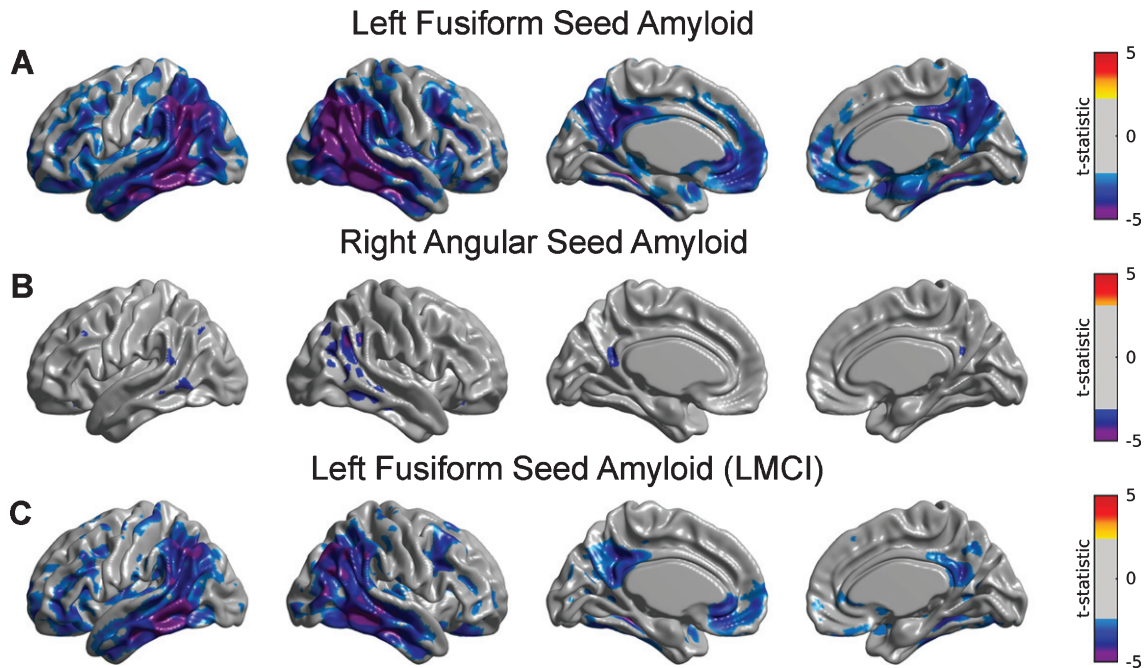 Left Fusiform Seed Amyloid
A
5
0
-5
t-statistic
Right Angular Seed Amyloid
B
5
0
-5
t-statistic
Left Fusiform Seed Amyloid (LMCI)
C
5
0
-5
t-statistic